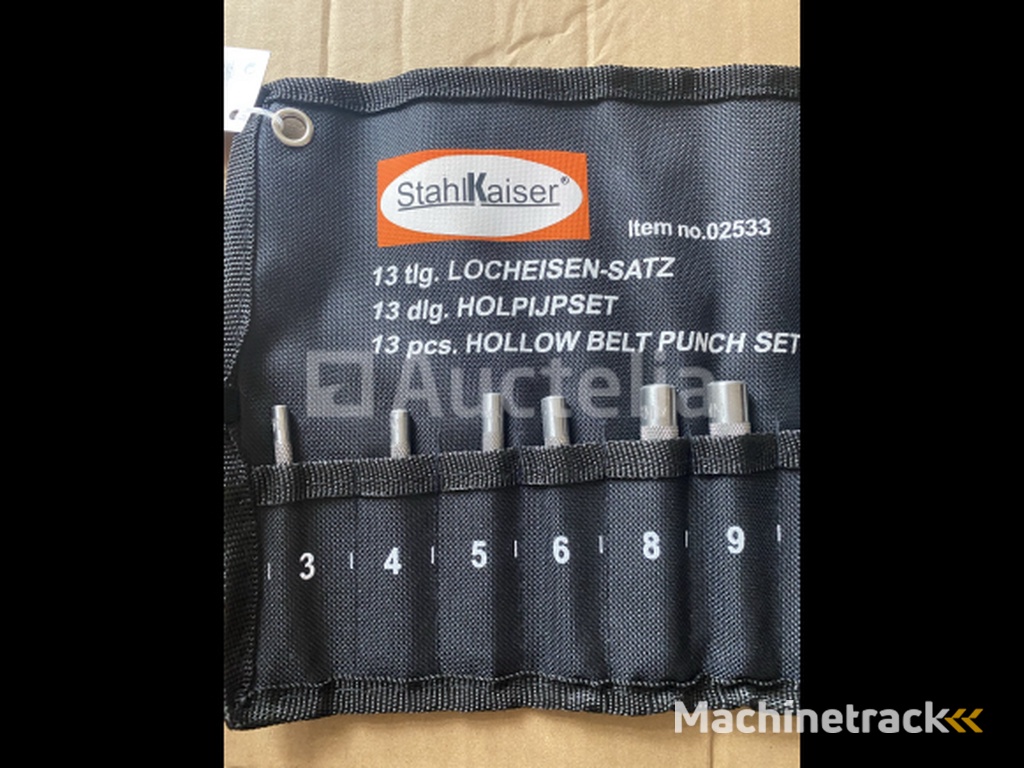 StahlKaiser®
Item no.02533
13 tlg. LOCHEISEN-SATZ
13 dlg. HOLPIJPSET
13 pcs. HOLLOW BELT PUNCH SET
Auctelia
3 4 5 6 8 9
Machinetrack